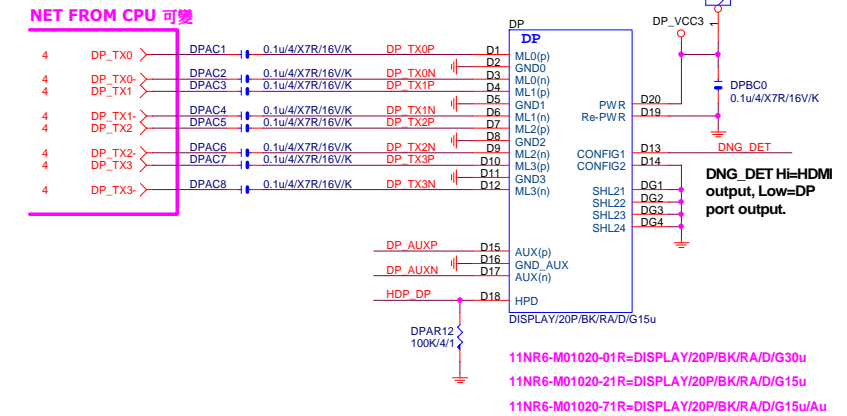 NET FROM CPU 可變
4 DP_TX0 DPAC1 0.1u/4/X7R/16V/K DP_TX0P D1 ML0(p)
D2 GND0
4 DP_TX0- DPAC2 0.1u/4/X7R/16V/K DP_TX0N D3 ML0(n)
4 DP_TX1 DPAC3 0.1u/4/X7R/16V/K DP_TX1P D4 ML1(p)
D5 GND1
4 DP_TX1- DPAC4 0.1u/4/X7R/16V/K DP_TX1N D6 ML1(n)
4 DP_TX2 DPAC5 0.1u/4/X7R/16V/K DP_TX2P D7 ML2(p)
D8 GND2
4 DP_TX2- DPAC6 0.1u/4/X7R/16V/K DP_TX2N D9 ML2(n)
4 DP_TX3 DPAC7 0.1u/4/X7R/16V/K DP_TX3P D10 ML3(p)
D11 GND3
4 DP_TX3- DPAC8 0.1u/4/X7R/16V/K DP_TX3N D12 ML3(n)
DP_AUXP D15 AUX(p)
D16 GND_AUX
DP_AUXN D17 AUX(n)
HDP_DP D18 HPD
DPAR12
100K/4/1
DP
DP
PWR D20
Re-PWR D19
CONFIG1 D13 DNG_DET
CONFIG2 D14
SHL21 DG1
SHL22 DG2
SHL23 DG3
SHL24 DG4
DISPLAY/20P/BK/RA/D/G15u
DP_VCC3
1
DPBC0
0.1u/4/X7R/16V/K
DNG_DET Hi=HDMI
output, Low=DP
port output.
11NR6-M01020-01R=DISPLAY/20P/BK/RA/D/G30u
11NR6-M01020-21R=DISPLAY/20P/BK/RA/D/G15u
11NR6-M01020-71R=DISPLAY/20P/BK/RA/D/G15u/Au